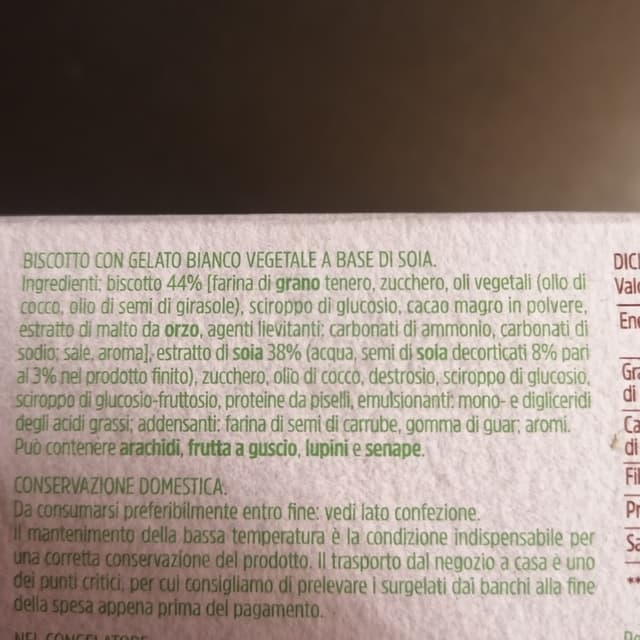 BISCOTTO CON GELATO BIANCO VEGETALE A BASE DI SOIA.
Ingredienti: biscotto 44% [farina di grano tenero, zucchero, oli vegetali (olio di
cocco, olio di semi di girasole), sciroppo di glucosio, cacao magro in polvere,
estratto di malto da orzo, agenti lievitanti: carbonati di ammonio, carbonati di
sodio; sale, aroma], estratto di soia 38% (acqua, semi di soia decorticati 8% pari
al 3% nel prodotto finito), zucchero, olio di cocco, destrosio, sciroppo di glucosio,
sciroppo di glucosio-fruttosio, proteine da piselli, emulsionanti: mono- e digliceridi
degli acidi grassi; addensanti: farina di semi di carrube, gomma di guar; aromi.
Può contenere arachidi, frutta a guscio, lupini e senape.
CONSERVAZIONE DOMESTICA:
Da consumarsi preferibilmente entro fine: vedi lato confezione.
Il mantenimento della bassa temperatura è la condizione indispensabile per
una corretta conservazione del prodotto. Il trasporto dal negozio a casa è uno
dei punti critici, per cui consigliamo di prelevare i surgelati dai banchi alla fine
della spesa appena prima del pagamento.
NEL CONGELATORE
DICH
Valo
Ene
Gra
di
Ca
di
Fi
Pr
Sa